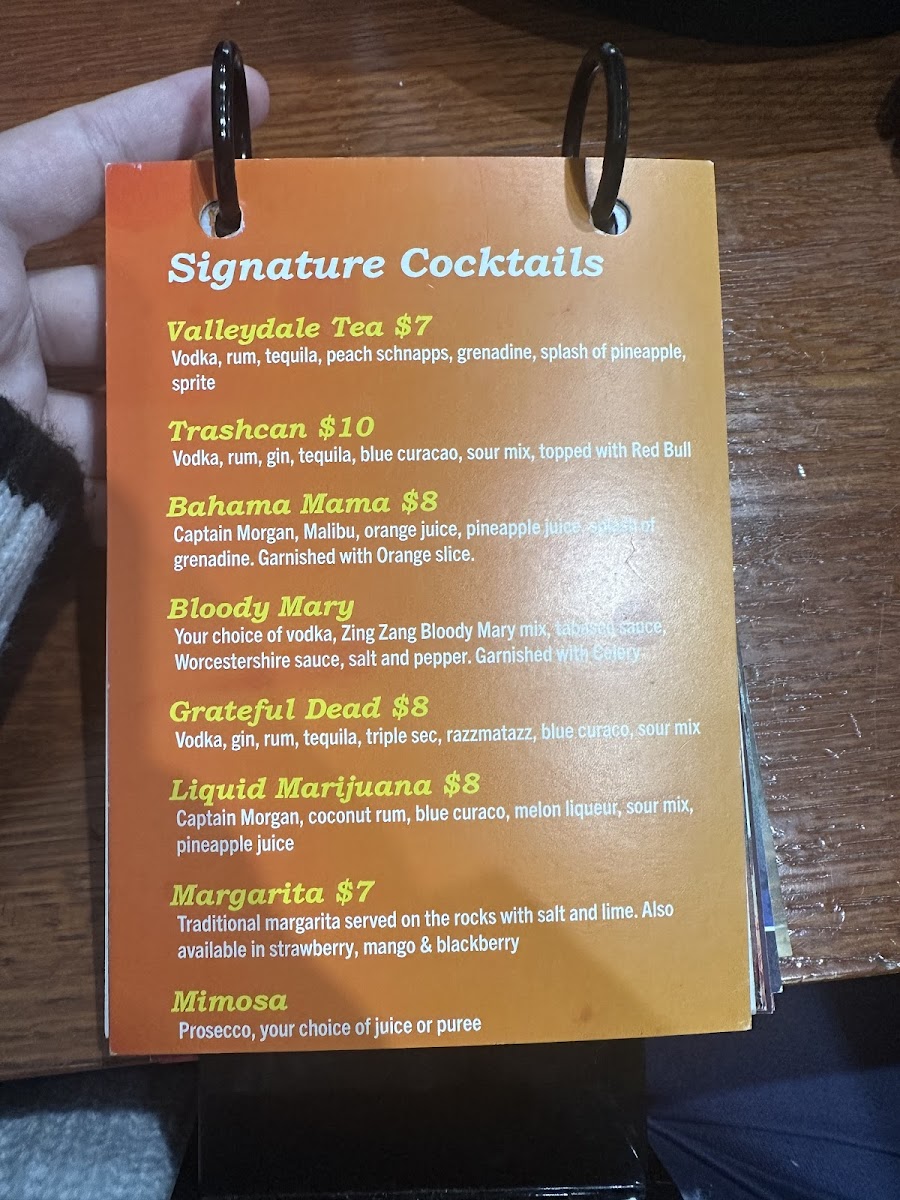 Signature Cocktails
Valleydale Tea $7
Vodka, rum, tequila, peach schnapps, grenadine, splash of pineapple,
sprite
Trashcan $10
Vodka, rum, gin, tequila, blue curacao, sour mix, topped with Red Bull
Bahama Mama $8
Captain Morgan, Malibu, orange juice, pineapple juice, splash of
grenadine. Garnished with Orange slice.
Bloody Mary
Your choice of vodka, Zing Zang Bloody Mary mix, tabasco sauce,
Worcestershire sauce, salt and pepper. Garnished with Celery.
Grateful Dead $8
Vodka, gin, rum, tequila, triple sec, razzmatazz, blue curaco, sour mix
Liquid Marijuana $8
Captain Morgan, coconut rum, blue curaco, melon liqueur, sour mix,
pineapple juice
Margarita $7
Traditional margarita served on the rocks with salt and lime. Also
available in strawberry, mango & blackberry
Mimosa
Prosecco, your choice of juice or puree